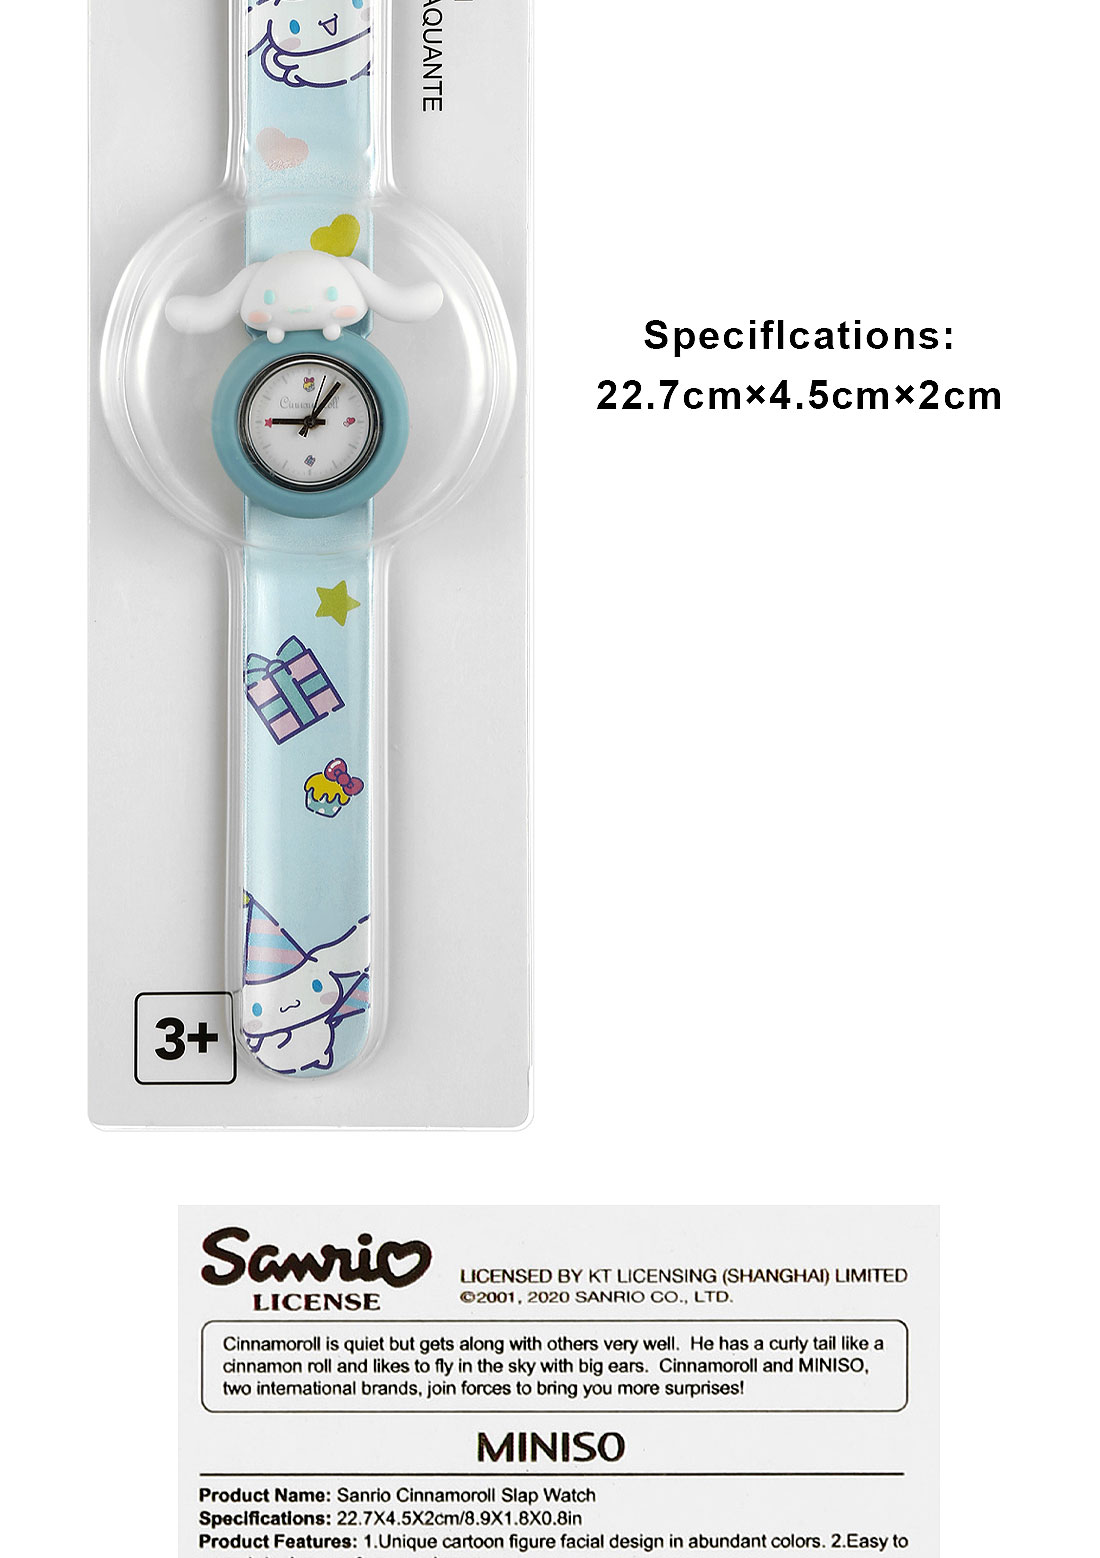 AQUANTE
Speciflcations:
22.7cm×4.5cm×2cm
3+
Sanrio
LICENSE
LICENSED BY KT LICENSING (SHANGHAI) LIMITED
©2001, 2020 SANRIO CO., LTD.
Cinnamoroll is quiet but gets along with others very well. He has a curly tail like a
cinnamon roll and likes to fly in the sky with big ears. Cinnamoroll and MINISO,
two international brands, join forces to bring you more surprises!
MINISO
Product Name: Sanrio Cinnamoroll Slap Watch
Specifications: 22.7X4.5X2cm/8.9X1.8X0.8in
Product Features: 1.Unique cartoon figure facial design in abundant colors. 2.Easy to